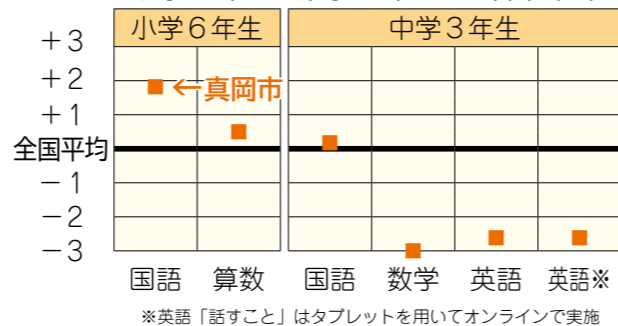 小学6年生 中学3年生
+3
+2
←真岡市
+1
全国平均
-1
-2
-3
国語 算数 国語 数学 英語 英語※
※英語「話すこと」はタブレットを用いてオンラインで実施